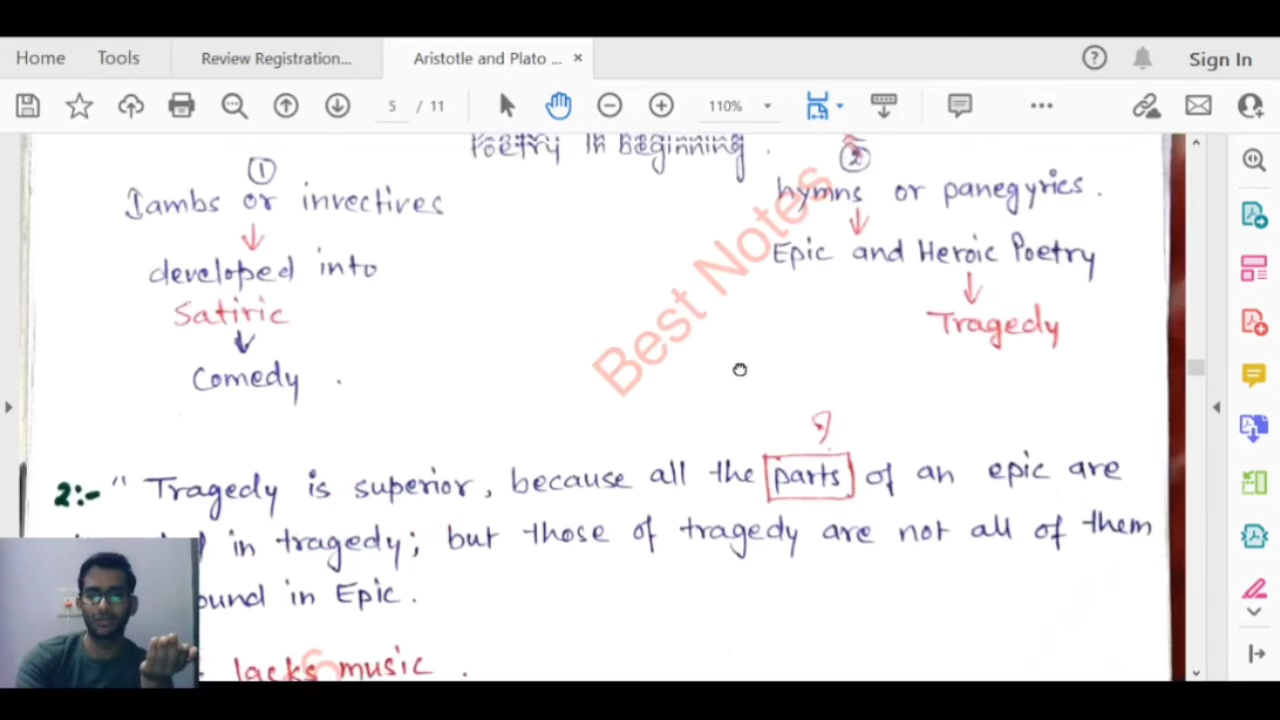 Home Tools Review Registration... Aristotle and Plato ... × Sign In
5 / 11 110%
Poetry in beginning .
1 2
Iambs or invectives hymns or panegyrics .
developed into Epic and Heroic Poetry
Satiric Tragedy
Comedy .
Best Notes
2:- " Tragedy is superior, because all the parts of an epic are
in tragedy; but those of tragedy are not all of them
ound in Epic .
lacks music .